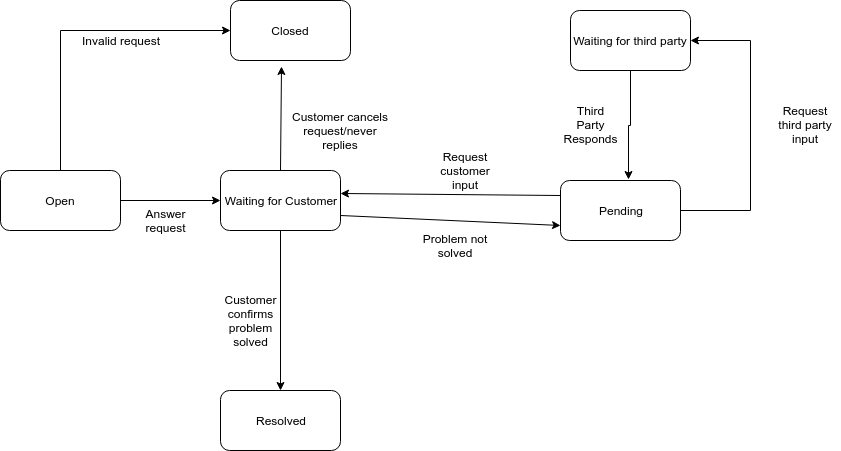 Closed
Waiting for third party
Invalid request
Customer cancels
request/never
replies
Third
Party
Responds
Request
third party
input
Request
customer
input
Open
Waiting for Customer
Pending
Answer
request
Problem not
solved
Customer
confirms
problem
solved
Resolved